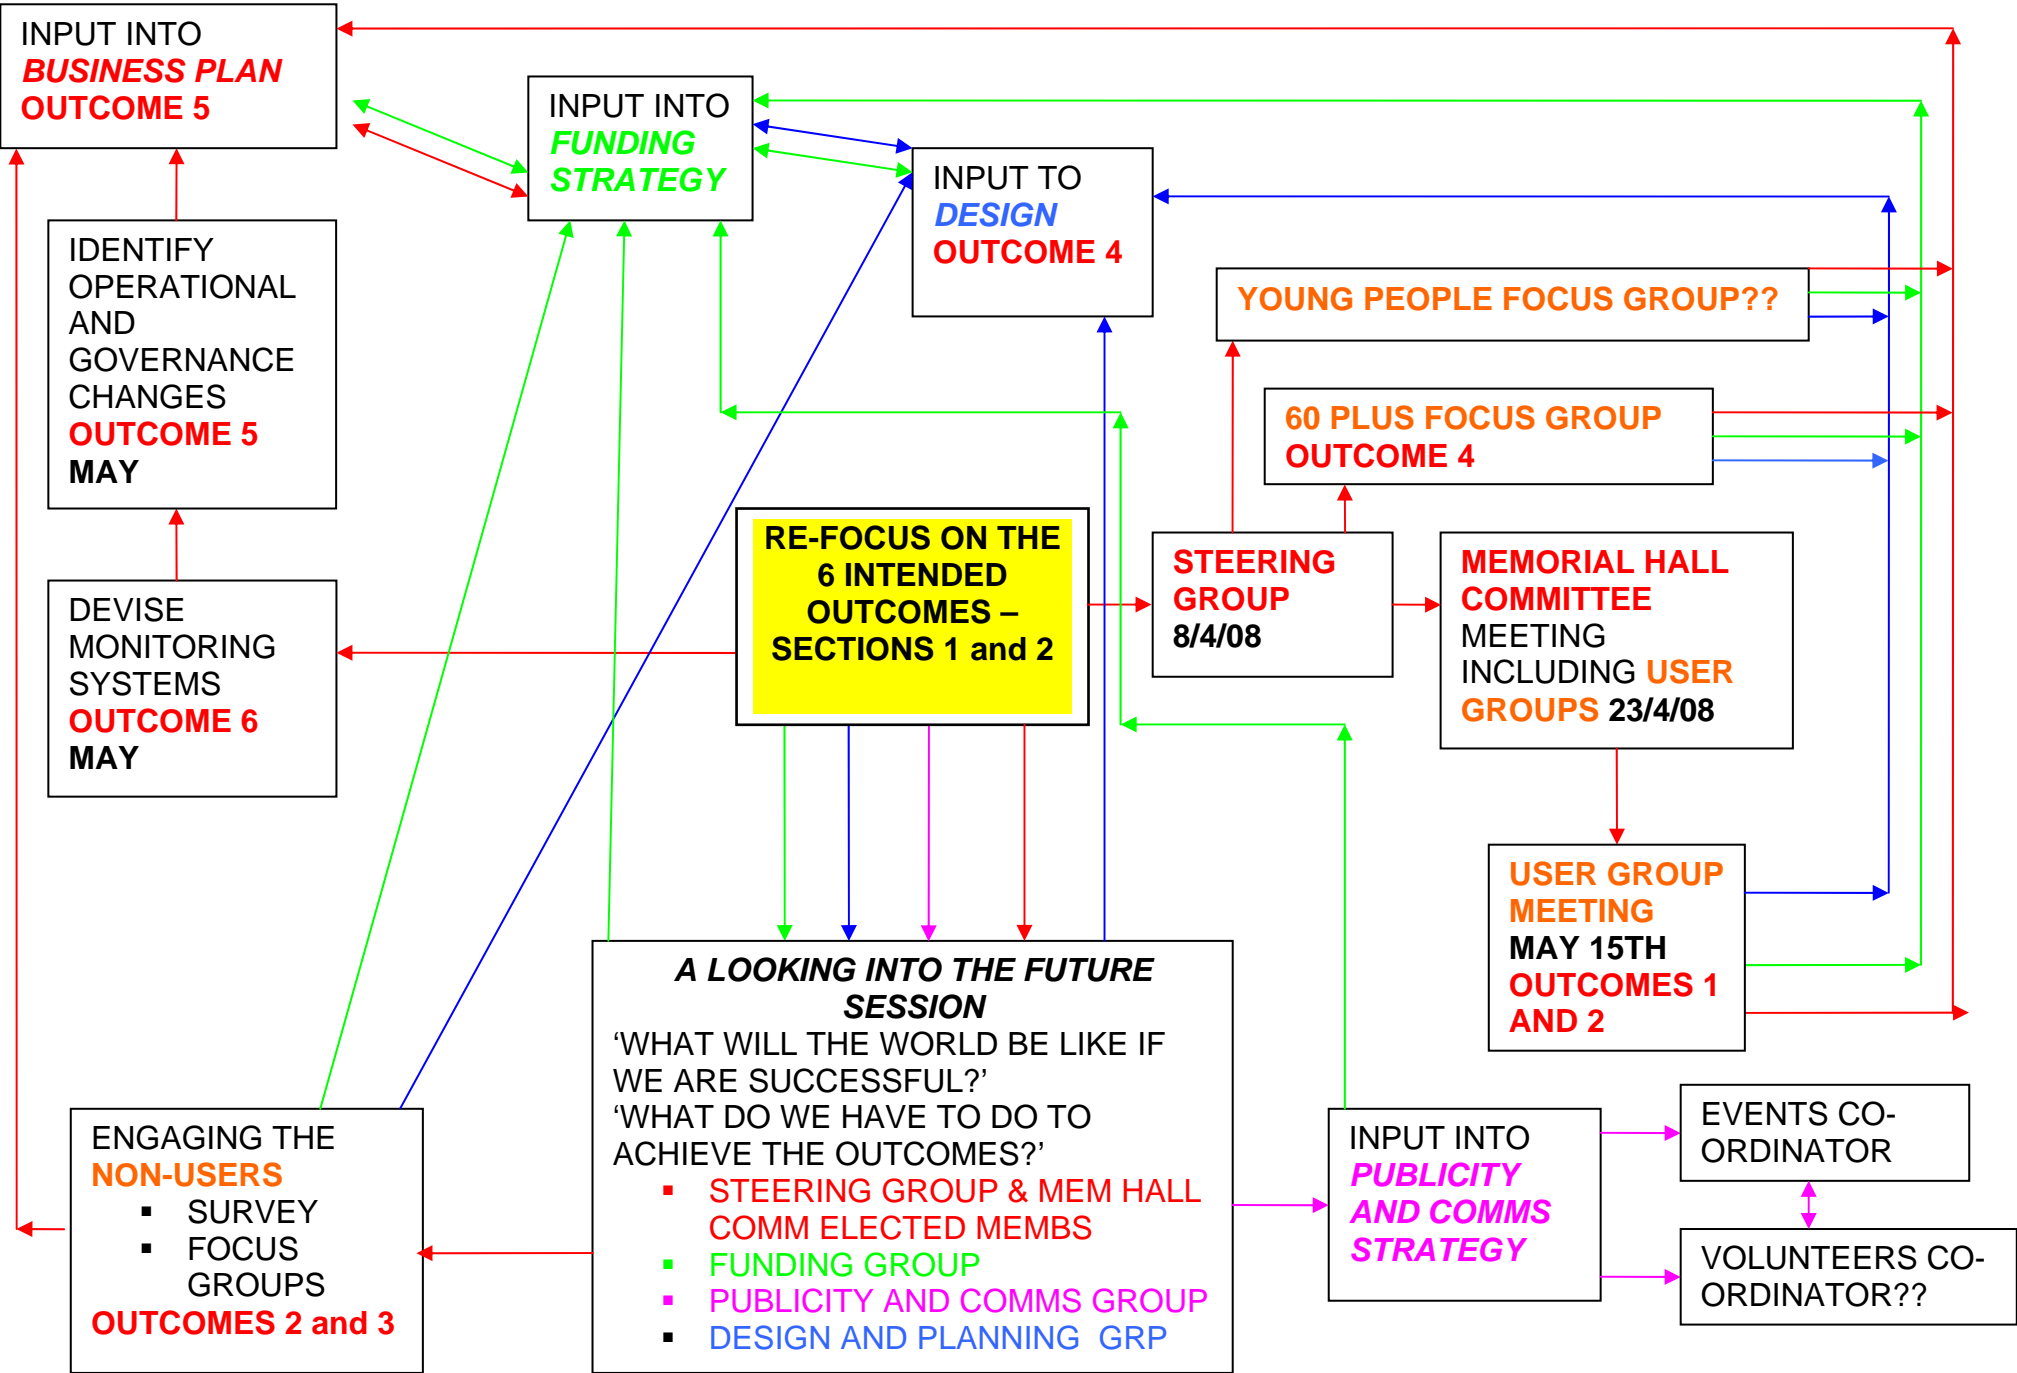 INPUT INTO
BUSINESS PLAN
OUTCOME 5
INPUT INTO
FUNDING
STRATEGY
INPUT TO
DESIGN
OUTCOME 4
IDENTIFY
OPERATIONAL
AND
GOVERNANCE
CHANGES
OUTCOME 5
MAY
YOUNG PEOPLE FOCUS GROUP??
60 PLUS FOCUS GROUP
OUTCOME 4
RE-FOCUS ON THE
6 INTENDED
OUTCOMES –
SECTIONS 1 and 2
STEERING
GROUP
8/4/08
MEMORIAL HALL
COMMITTEE
MEETING
INCLUDING USER
GROUPS 23/4/08
DEVISE
MONITORING
SYSTEMS
OUTCOME 6
MAY
USER GROUP
MEETING
MAY 15TH
OUTCOMES 1
AND 2
A LOOKING INTO THE FUTURE
SESSION
‘WHAT WILL THE WORLD BE LIKE IF
WE ARE SUCCESSFUL?’
‘WHAT DO WE HAVE TO DO TO
ACHIEVE THE OUTCOMES?’
▪ STEERING GROUP & MEM HALL
COMM ELECTED MEMBS
▪ FUNDING GROUP
▪ PUBLICITY AND COMMS GROUP
▪ DESIGN AND PLANNING GRP
ENGAGING THE
NON-USERS
▪ SURVEY
▪ FOCUS
GROUPS
OUTCOMES 2 and 3
INPUT INTO
PUBLICITY
AND COMMS
STRATEGY
EVENTS CO-
ORDINATOR
VOLUNTEERS CO-
ORDINATOR??